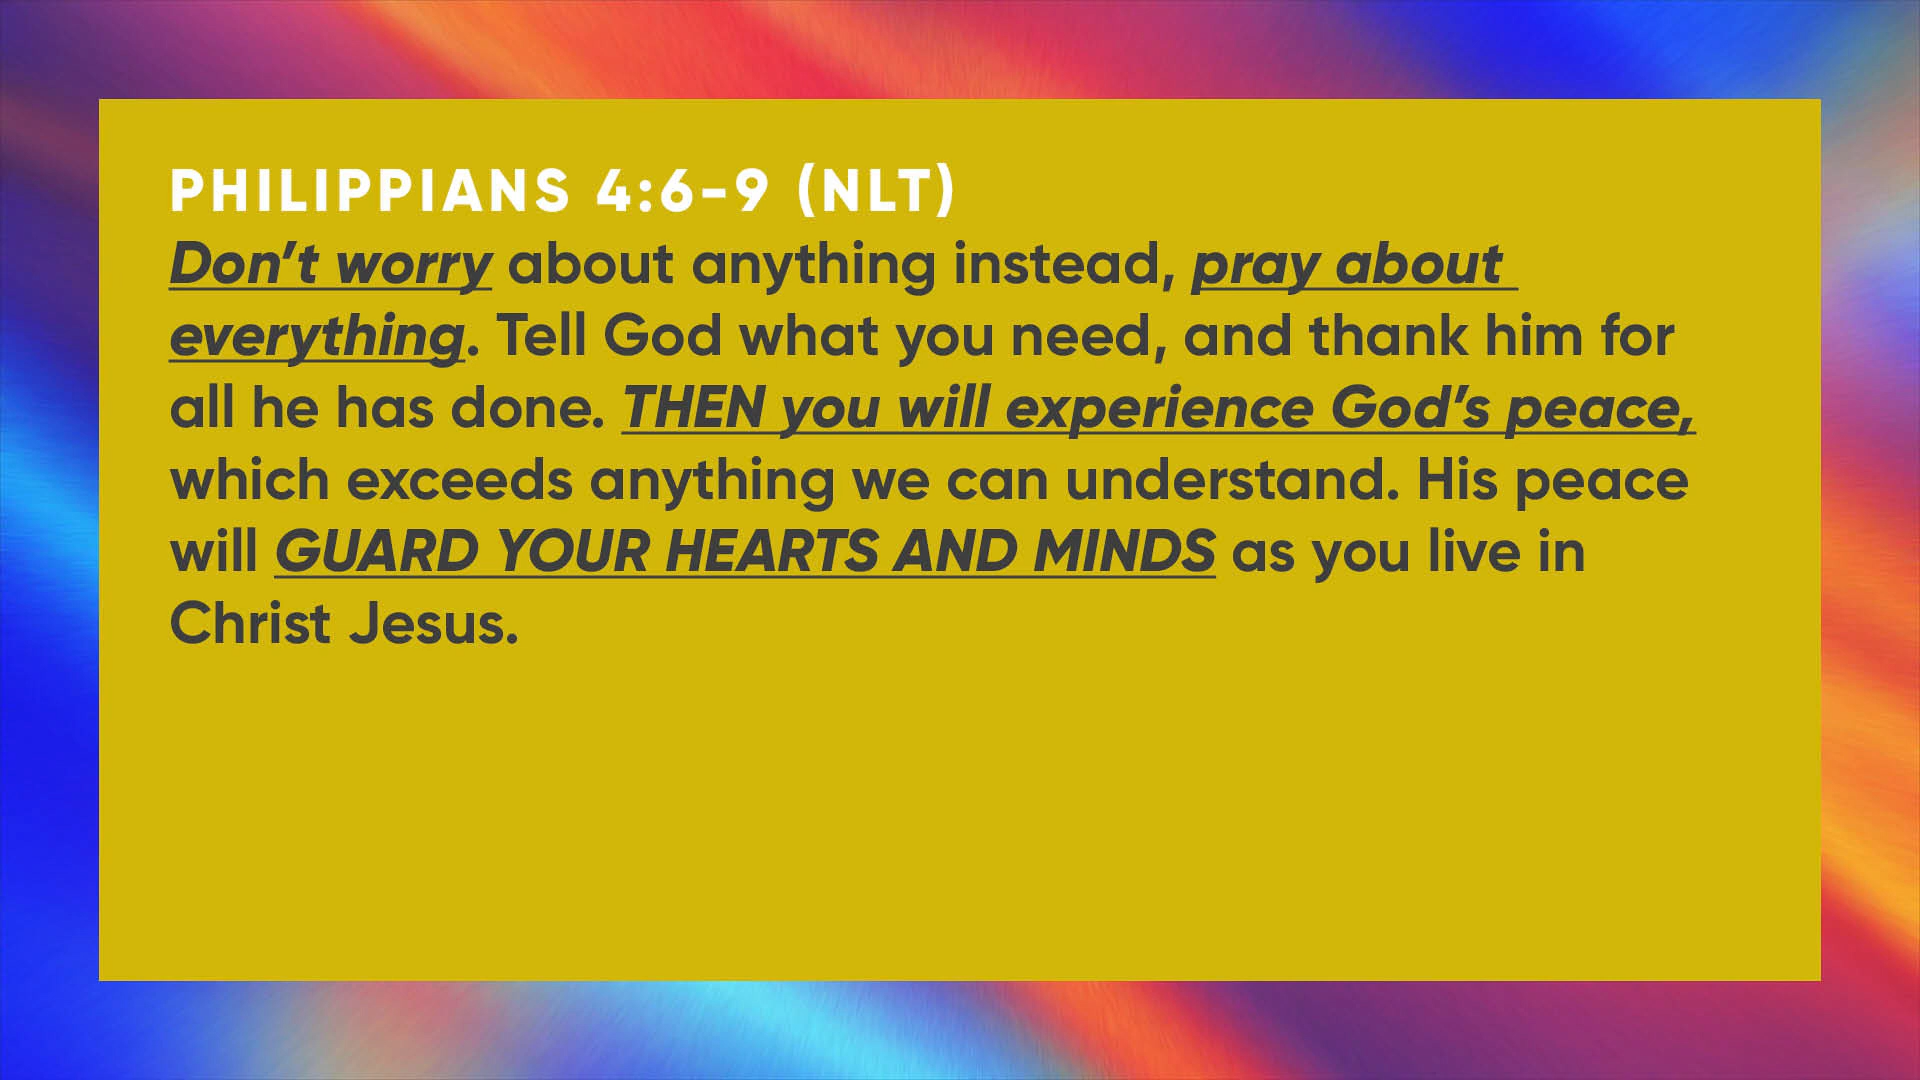 PHILIPPIANS 4:6-9 (NLT)
Don’t worry about anything instead, pray about
everything. Tell God what you need, and thank him for
all he has done. THEN you will experience God’s peace,
which exceeds anything we can understand. His peace
will GUARD YOUR HEARTS AND MINDS as you live in
Christ Jesus.